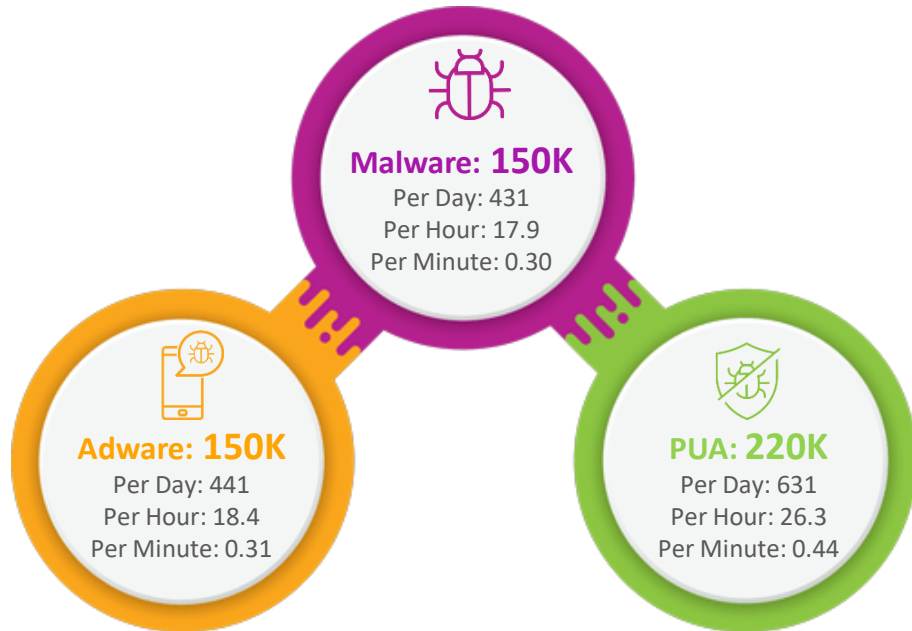 Malware: 150K
Per Day: 431
Per Hour: 17.9
Per Minute: 0.30
Adware: 150K
Per Day: 441
Per Hour: 18.4
Per Minute: 0.31
PUA: 220K
Per Day: 631
Per Hour: 26.3
Per Minute: 0.44